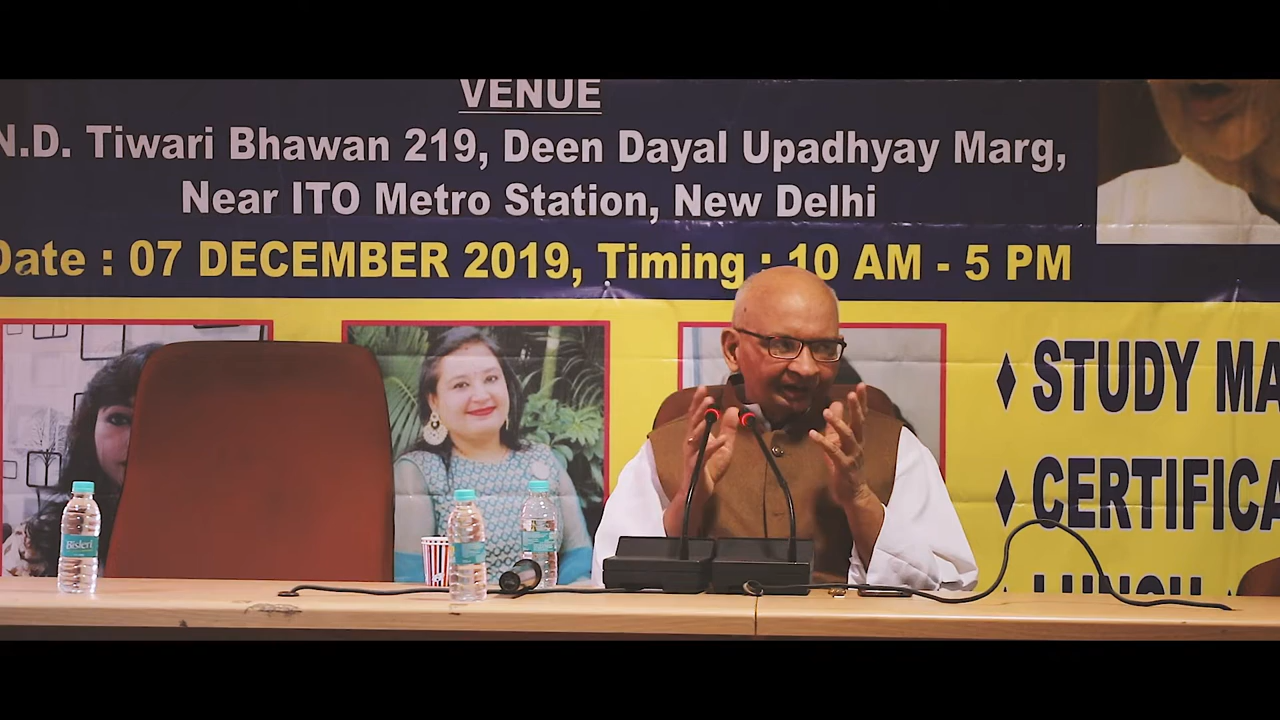 VENUE
N.D. Tiwari Bhawan 219, Deen Dayal Upadhyay Marg,
Near ITO Metro Station, New Delhi
Date : 07 DECEMBER 2019, Timing : 10 AM - 5 PM
♦ STUDY MA
♦ CERTIFICA
LUNCH
Bisleri